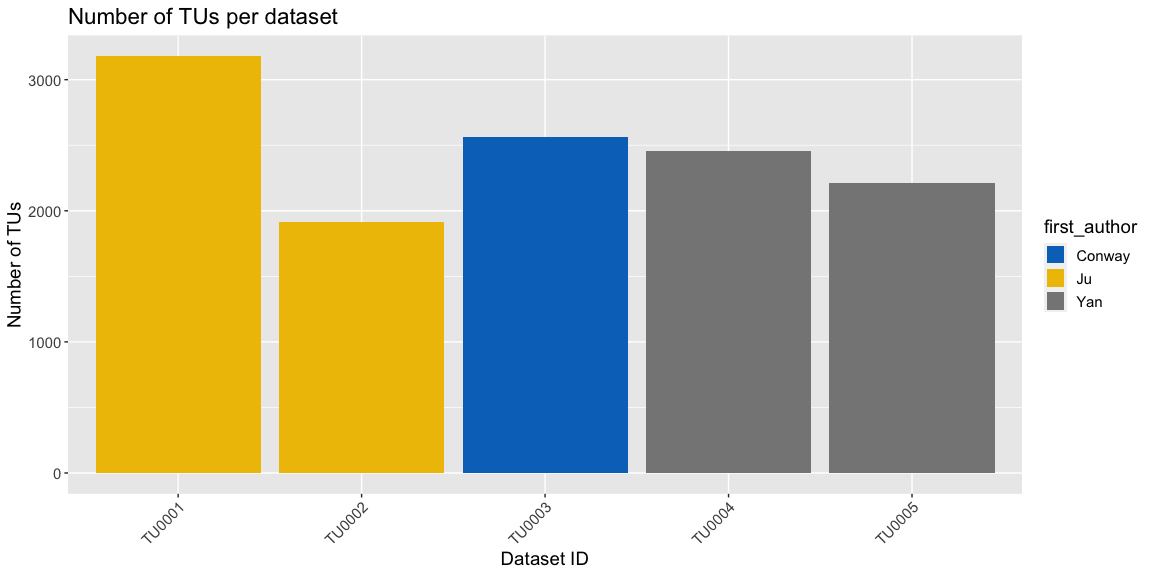 Number of TUs per dataset
Number of TUs
3000
2000
1000
0
TU0001
TU0002
TU0003
TU0004
TU0005
Dataset ID
first_author
Conway
Ju
Yan